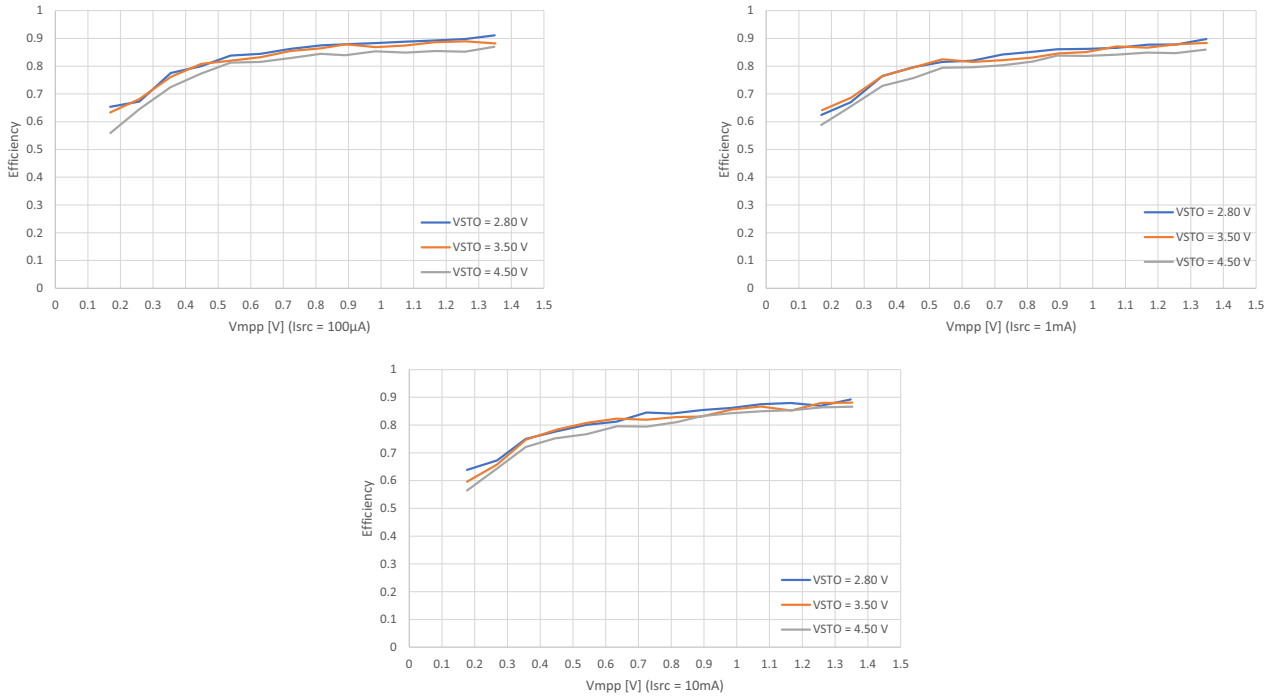 1
0.9
0.8
0.7
0.6
0.5
0.4
0.3
0.2
0.1
0
Efficiency
VSTO = 2.80 V
VSTO = 3.50 V
VSTO = 4.50 V
0 0.1 0.2 0.3 0.4 0.5 0.6 0.7 0.8 0.9 1 1.1 1.2 1.3 1.4 1.5
Vmpp [V] (Isrc = 100µA)
1
0.9
0.8
0.7
0.6
0.5
0.4
0.3
0.2
0.1
0
Efficiency
VSTO = 2.80 V
VSTO = 3.50 V
VSTO = 4.50 V
0 0.1 0.2 0.3 0.4 0.5 0.6 0.7 0.8 0.9 1 1.1 1.2 1.3 1.4 1.5
Vmpp [V] (Isrc = 1mA)
1
0.9
0.8
0.7
0.6
0.5
0.4
0.3
0.2
0.1
0
Efficiency
VSTO = 2.80 V
VSTO = 3.50 V
VSTO = 4.50 V
0 0.1 0.2 0.3 0.4 0.5 0.6 0.7 0.8 0.9 1 1.1 1.2 1.3 1.4 1.5
Vmpp [V] (Isrc = 10mA)